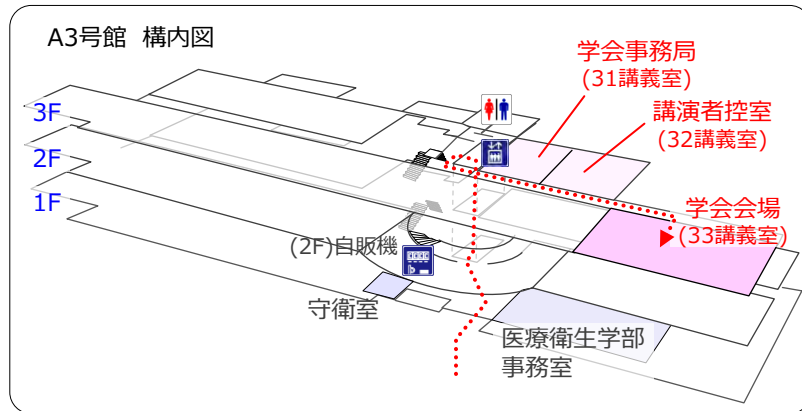 A3号館 構内図
学会事務局
(31講義室)
講演者控室
(32講義室)
3F
2F
1F
学会会場
(33講義室)
(2F)自販機
守衛室
医療衛生学部
事務室